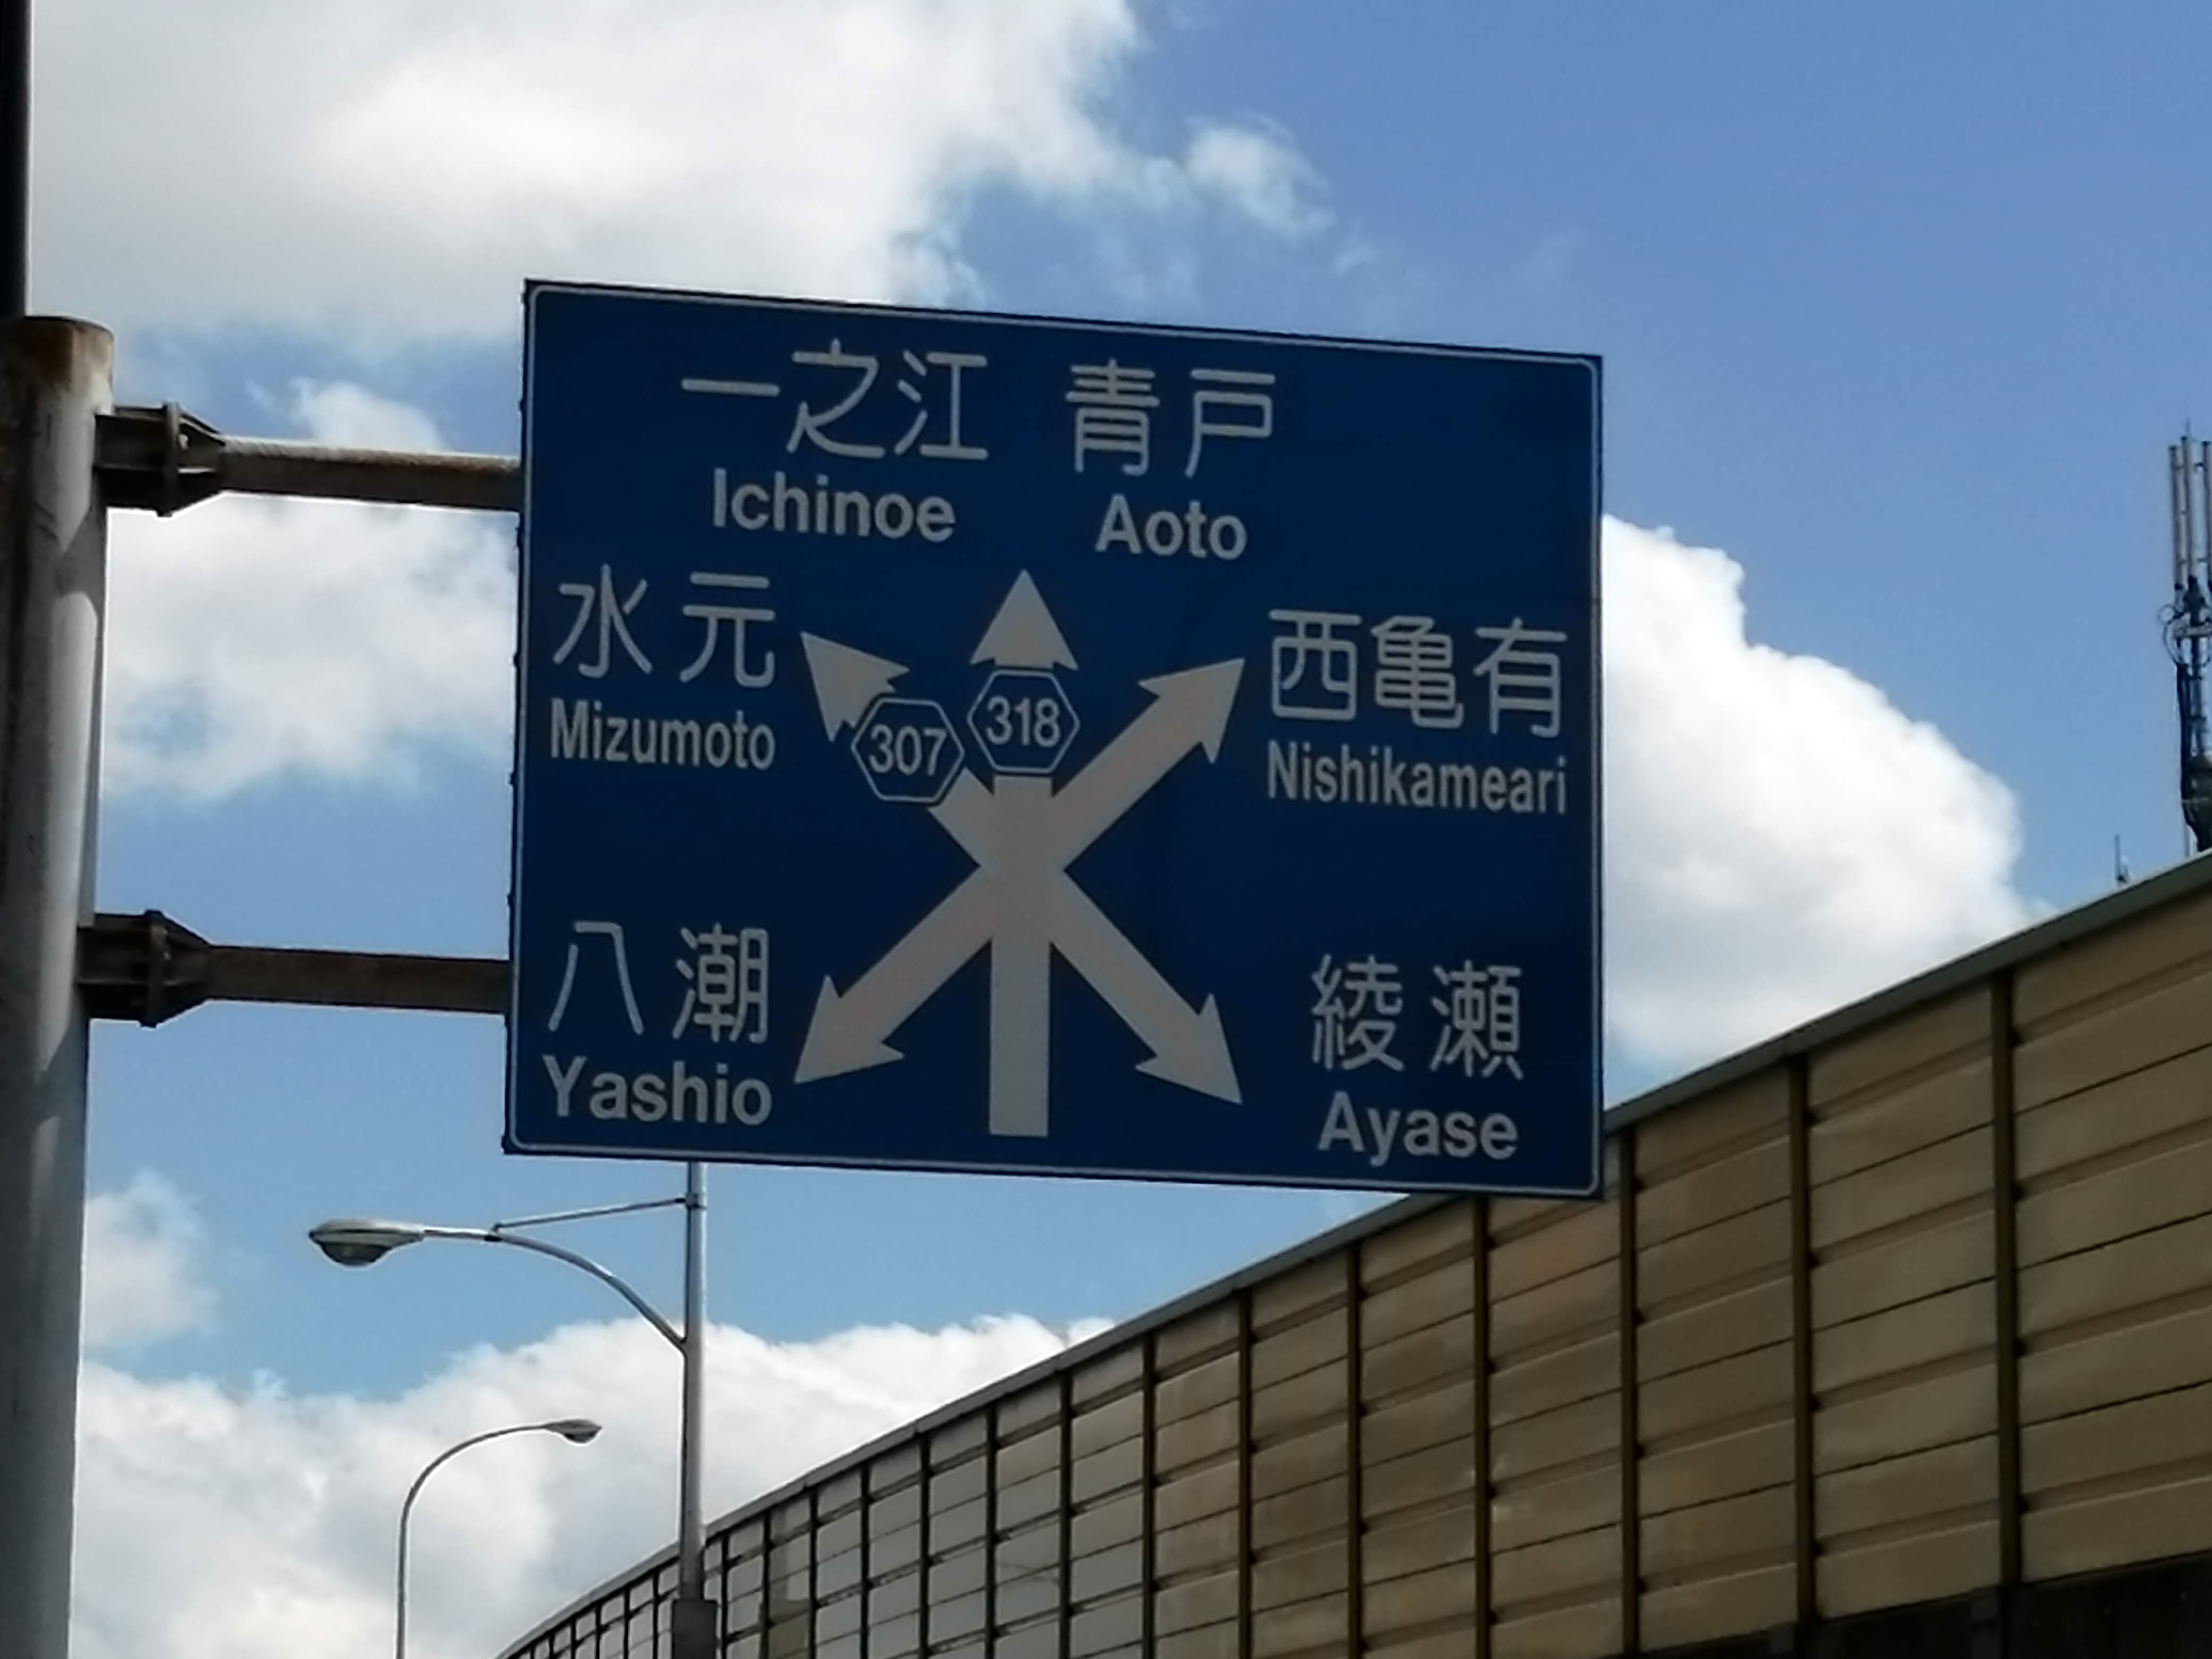 一之江 青戸
Ichinoe Aoto
水元
Mizumoto
307
318
西亀有
Nishikameari
八潮
Yashio
綾瀬
Ayase